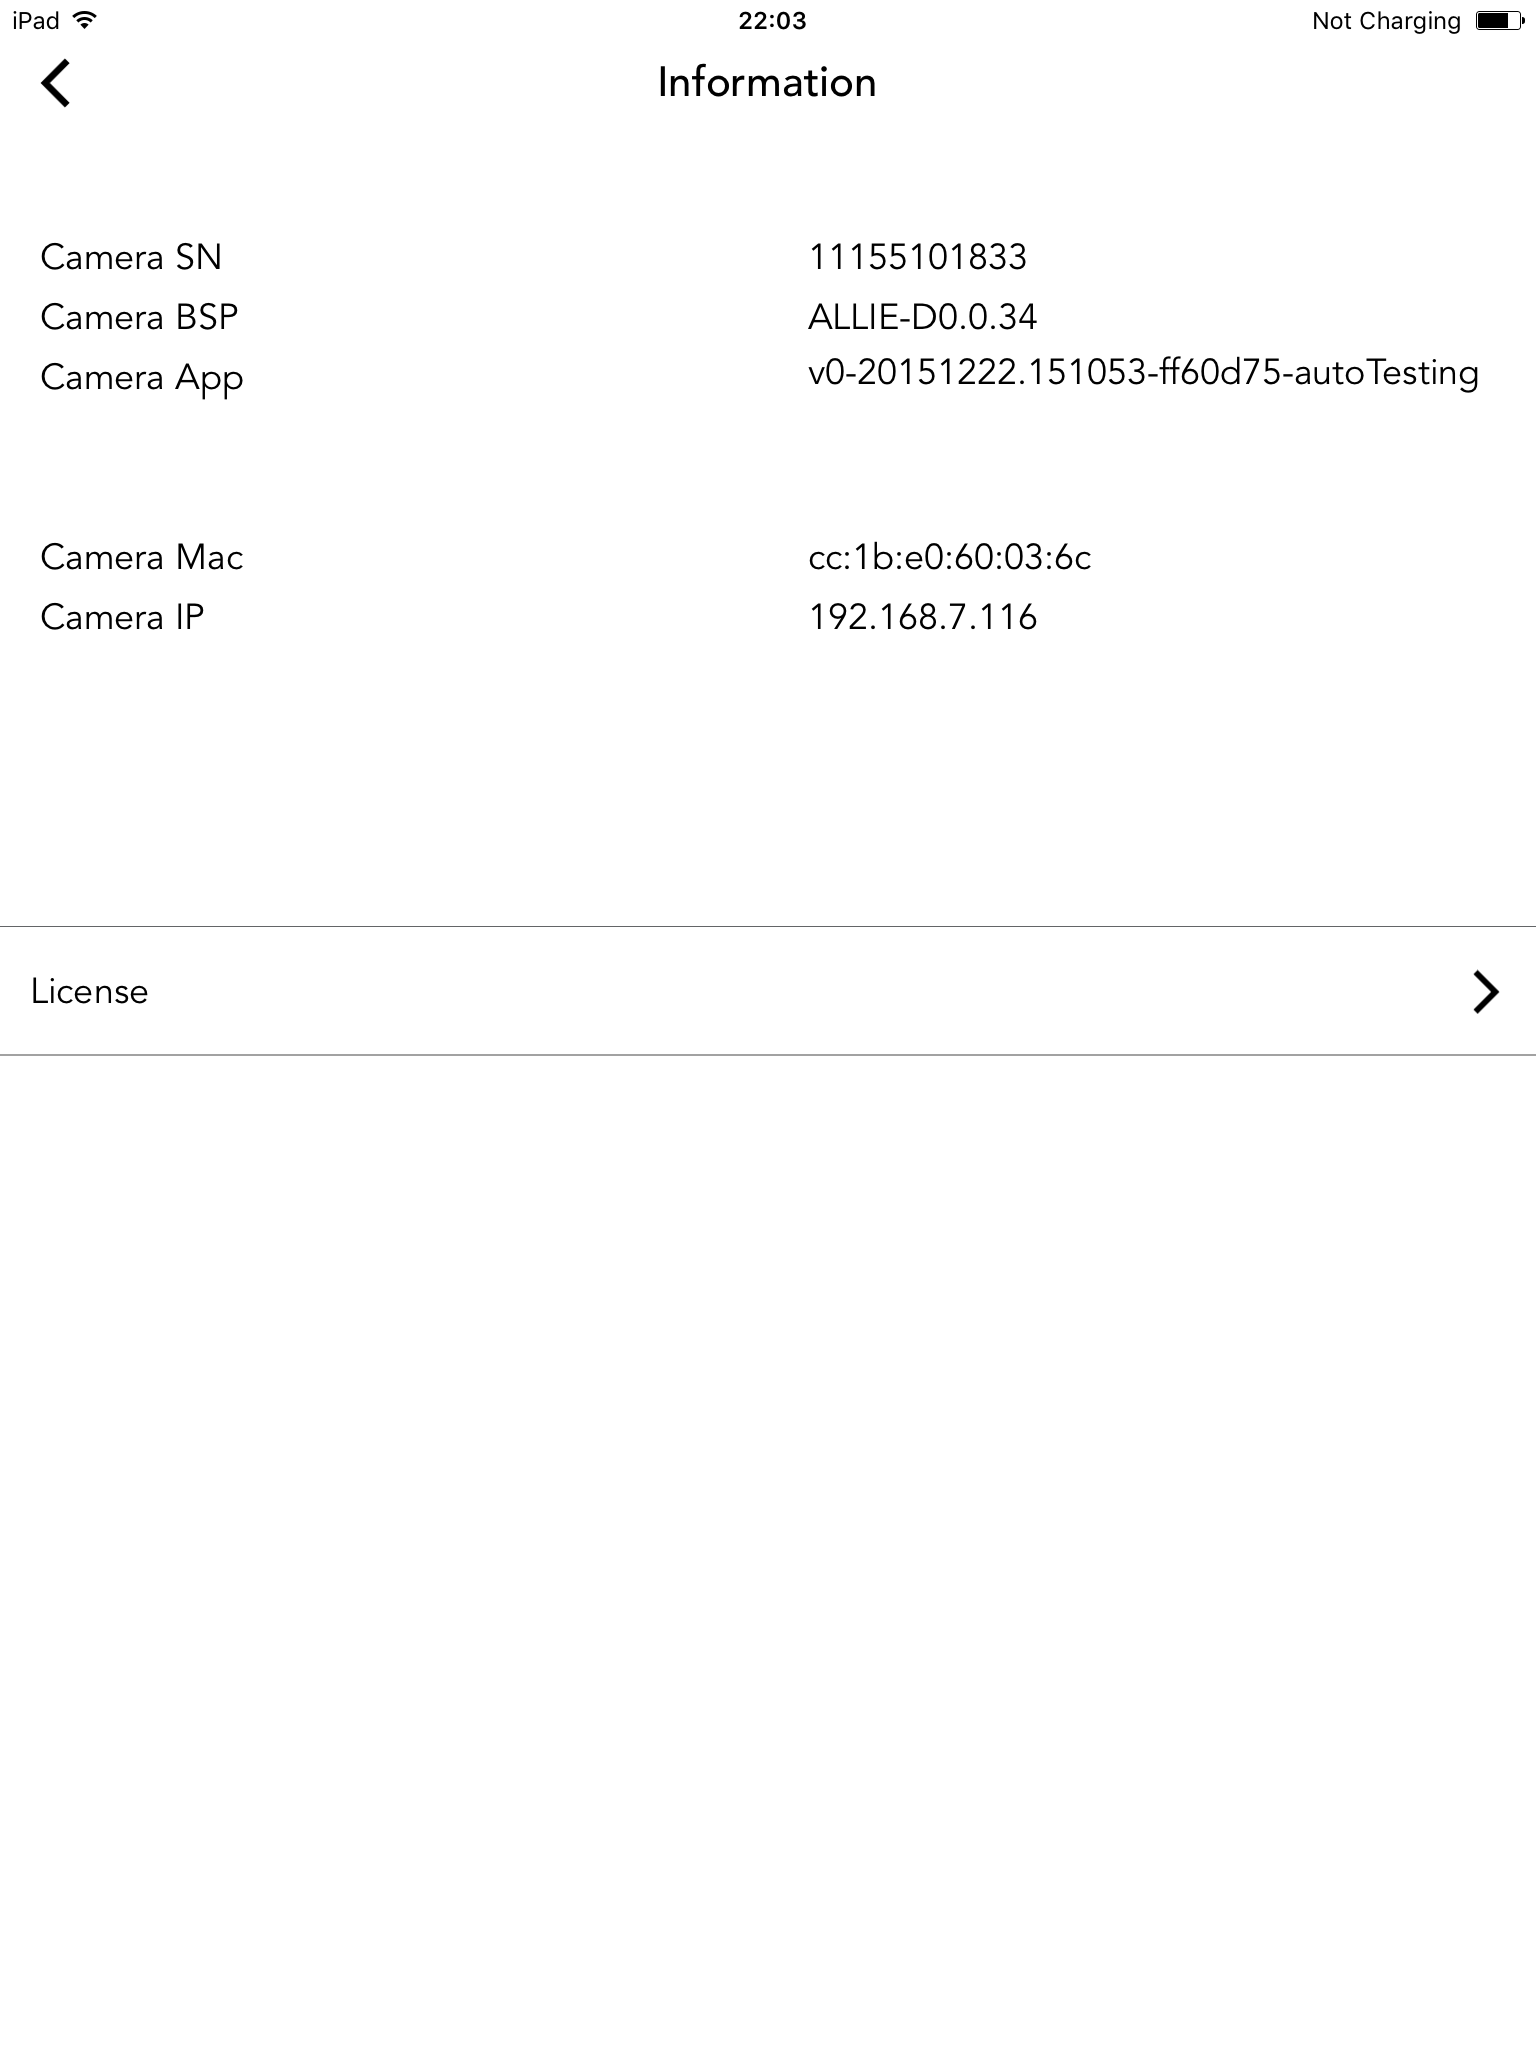 iPad 22:03 Not Charging
Information
Camera SN 11155101833
Camera BSP ALLIE-D0.0.34
Camera App v0-20151222.151053-ff60d75-autoTesting
Camera Mac cc:1b:e0:60:03:6c
Camera IP 192.168.7.116
License